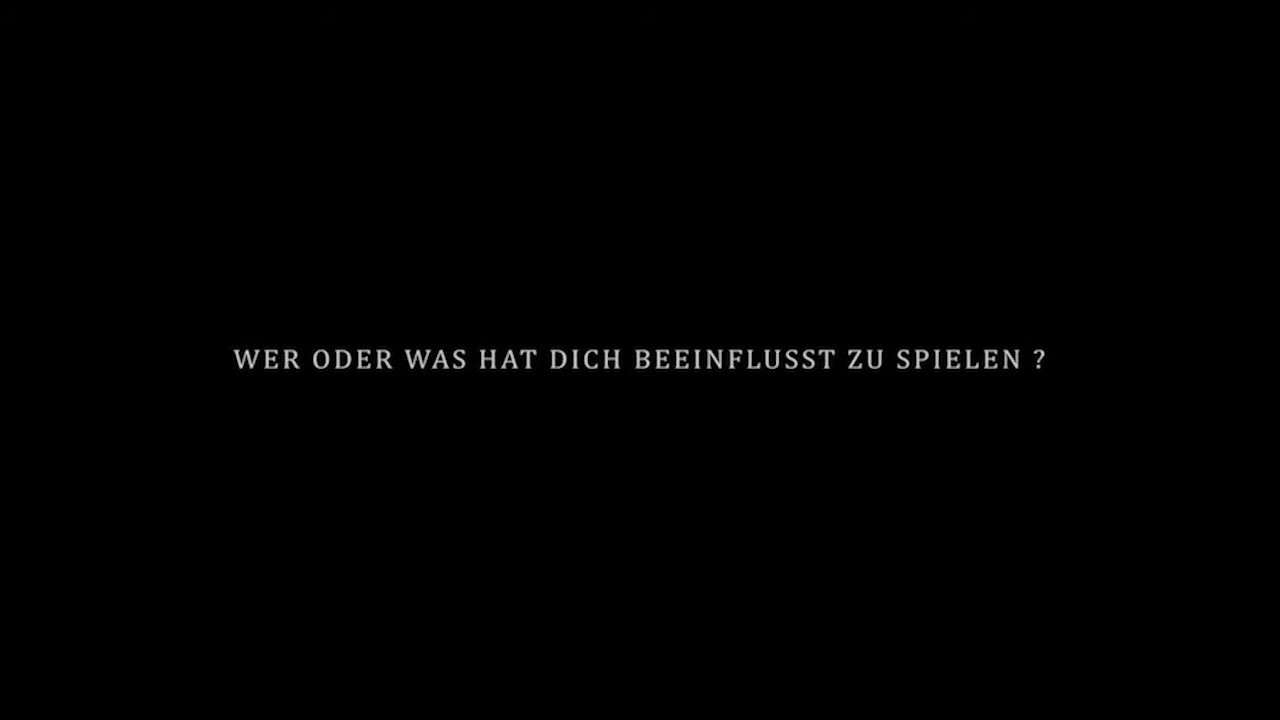 WER ODER WAS HAT DICH BEEINFLUSST ZU SPIELEN ?